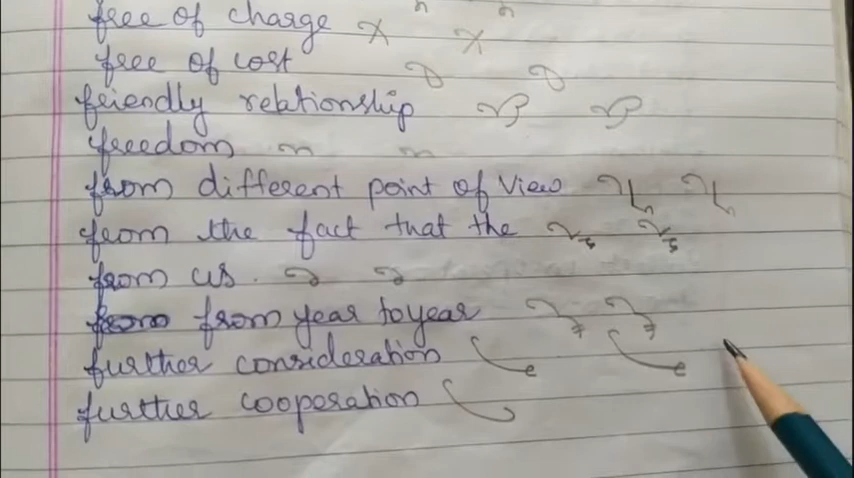 free of charge
free of cost
friendly relationship
freedom
from different point of view
from the fact that the
from us.
from year to year
further consideration
further cooperation